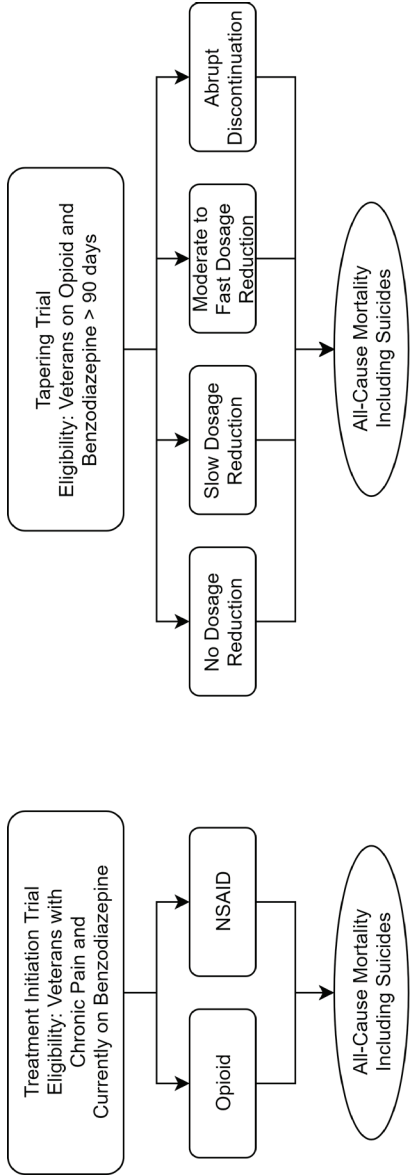 Treatment Initiation Trial
Eligibility: Veterans with
Chronic Pain and
Currently on Benzodiazepine
Opioid
NSAID
All-Cause Mortality
Including Suicides
Tapering Trial
Eligibility: Veterans on Opioid and
Benzodiazepine > 90 days
No Dosage
Reduction
Slow Dosage
Reduction
Moderate to
Fast Dosage
Reduction
Abrupt
Discontinuation
All-Cause Mortality
Including Suicides